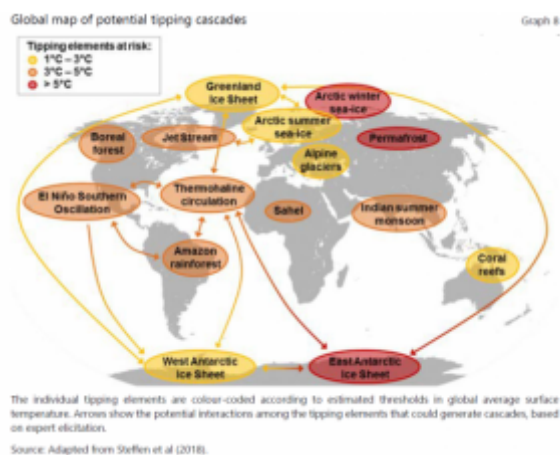 Global map of potential tipping cascades
Graph B
Tipping elements at risk:
1°C – 3°C
3°C – 5°C
> 5°C
Greenland
Ice Sheet
Arctic winter
sea-ice
Arctic summer
sea-ice
Boreal
forest
Jet Stream
Permafrost
Alpine
glaciers
El Niño Southern
Oscillation
Thermohaline
circulation
Sahel
Indian summer
monsoon
Amazon
rainforest
Coral
reefs
West Antarctic
Ice Sheet
East Antarctic
Ice Sheet
The individual tipping elements are colour-coded according to estimated thresholds in global average surface
temperature. Arrows show the potential interactions among the tipping elements that could generate cascades, based
on expert elicitation.
Source: Adapted from Steffen et al (2018).